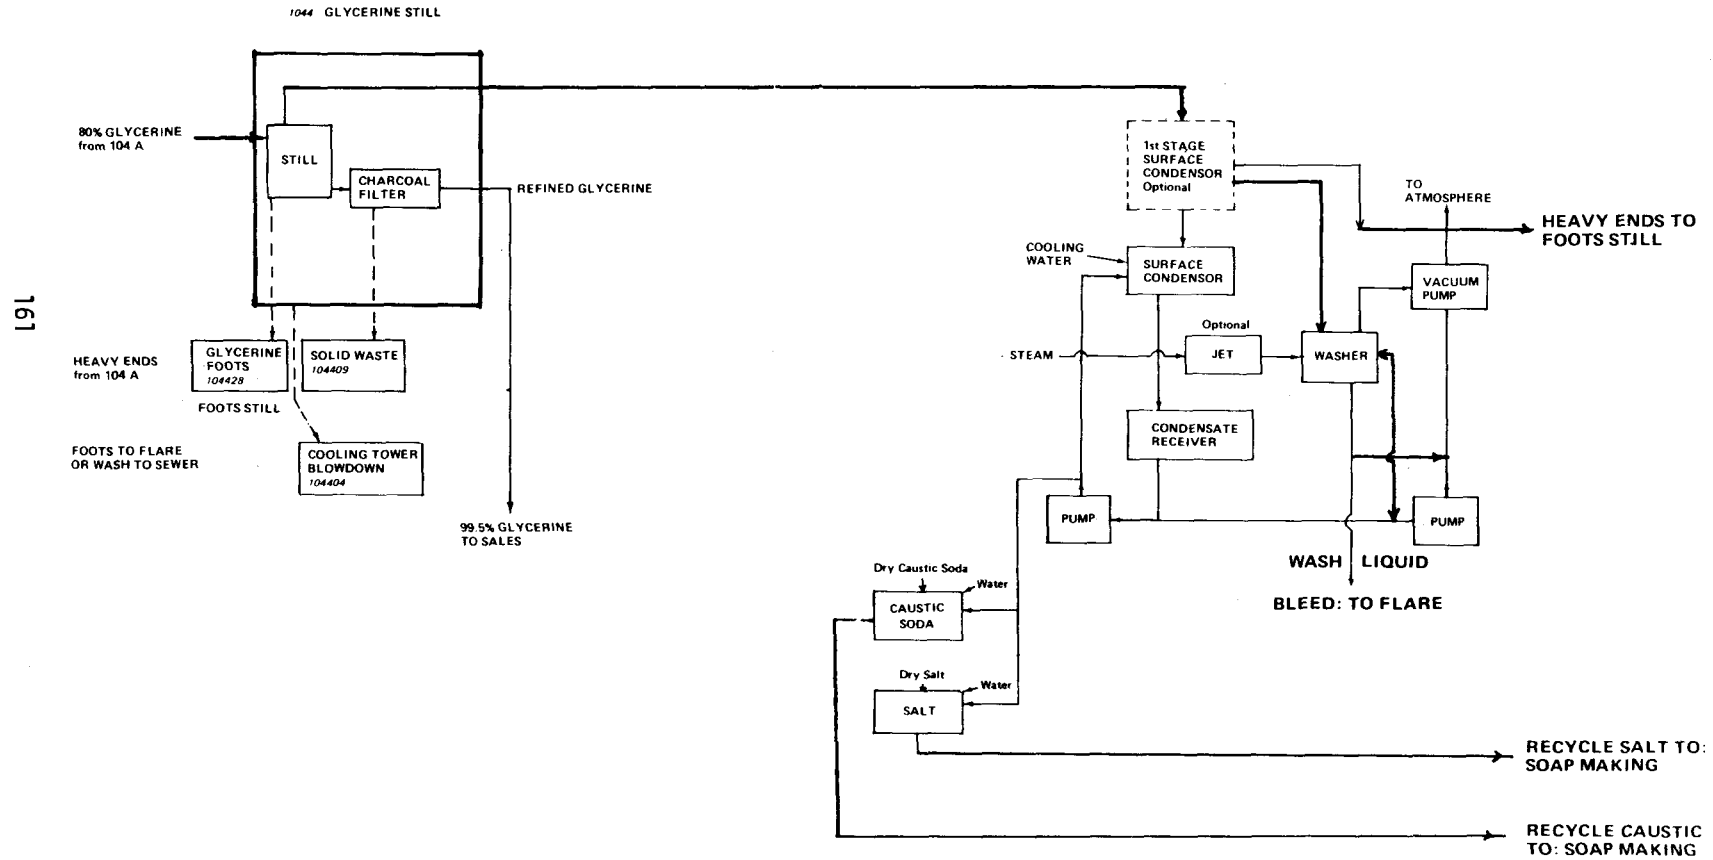 1044 GLYCERINE STILL
80% GLYCERINE
from 104 A
STILL
CHARCOAL
FILTER
REFINED GLYCERINE
1st STAGE
SURFACE
CONDENSOR
Optional
TO
ATMOSPHERE
HEAVY ENDS TO
FOOTS STILL
COOLING
WATER
SURFACE
CONDENSOR
VACUUM
PUMP
161
HEAVY ENDS
from 104 A
GLYCERINE
FOOTS
104428
SOLID WASTE
104409
FOOTS STILL
Optional
STEAM
JET
WASHER
FOOTS TO FLARE
OR WASH TO SEWER
COOLING TOWER
BLOWDOWN
104404
CONDENSATE
RECEIVER
99.5% GLYCERINE
TO SALES
PUMP
PUMP
WASH LIQUID
BLEED: TO FLARE
Dry Caustic Soda
Water
CAUSTIC
SODA
Dry Salt
Water
SALT
RECYCLE SALT TO:
SOAP MAKING
RECYCLE CAUSTIC
TO: SOAP MAKING